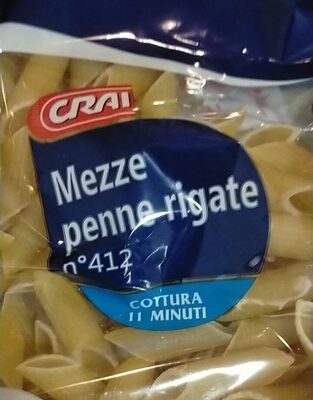 CRAI
Mezze
penne rigate
n°412
COTTURA
11 MINUTI